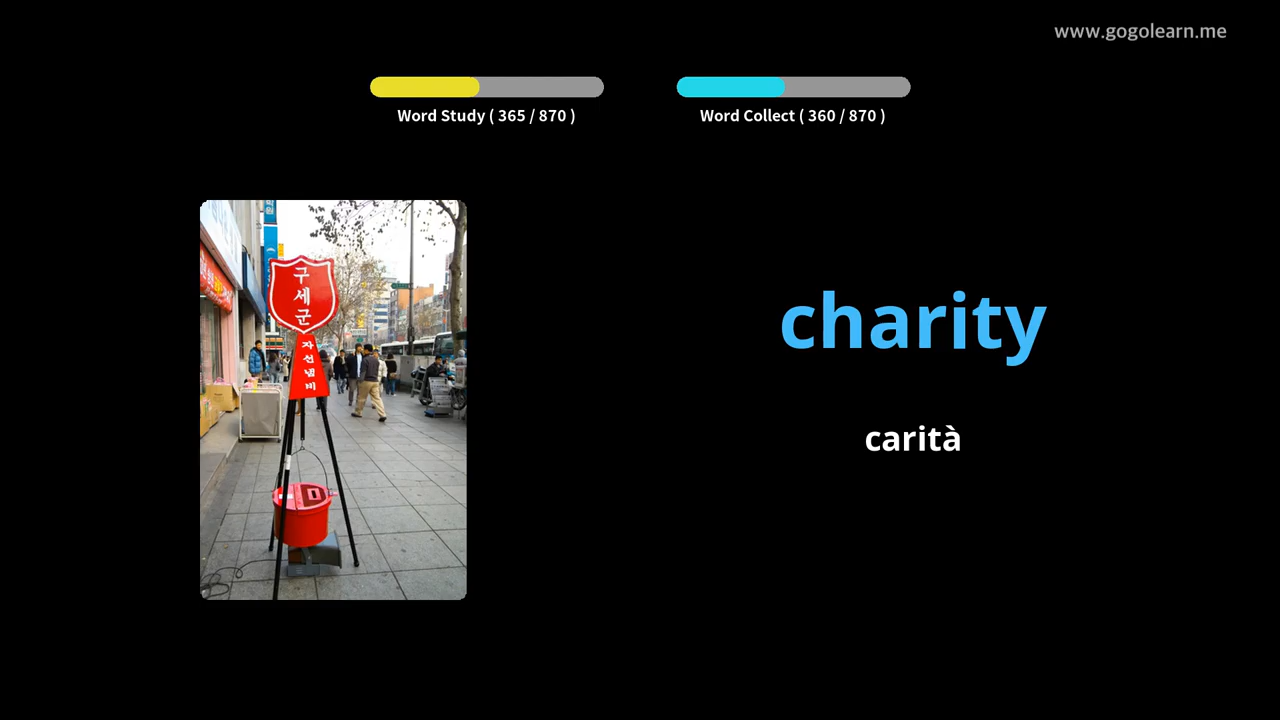 www.gogolearn.me
Word Study ( 365 / 870 )
Word Collect ( 360 / 870 )
구
세
군
자
선
냄
비
charity
carità